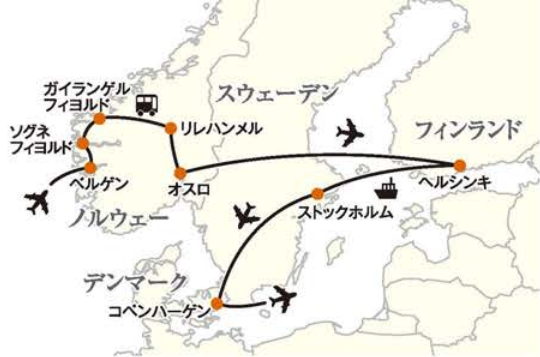 ガイランゲル
フィヨルド
スウェーデン
リレハンメル
フィンランド
ソグネ
フィヨルド
ベルゲン
オスロ
ヘルシンキ
ストックホルム
ノルウェー
デンマーク
コペンハーゲン